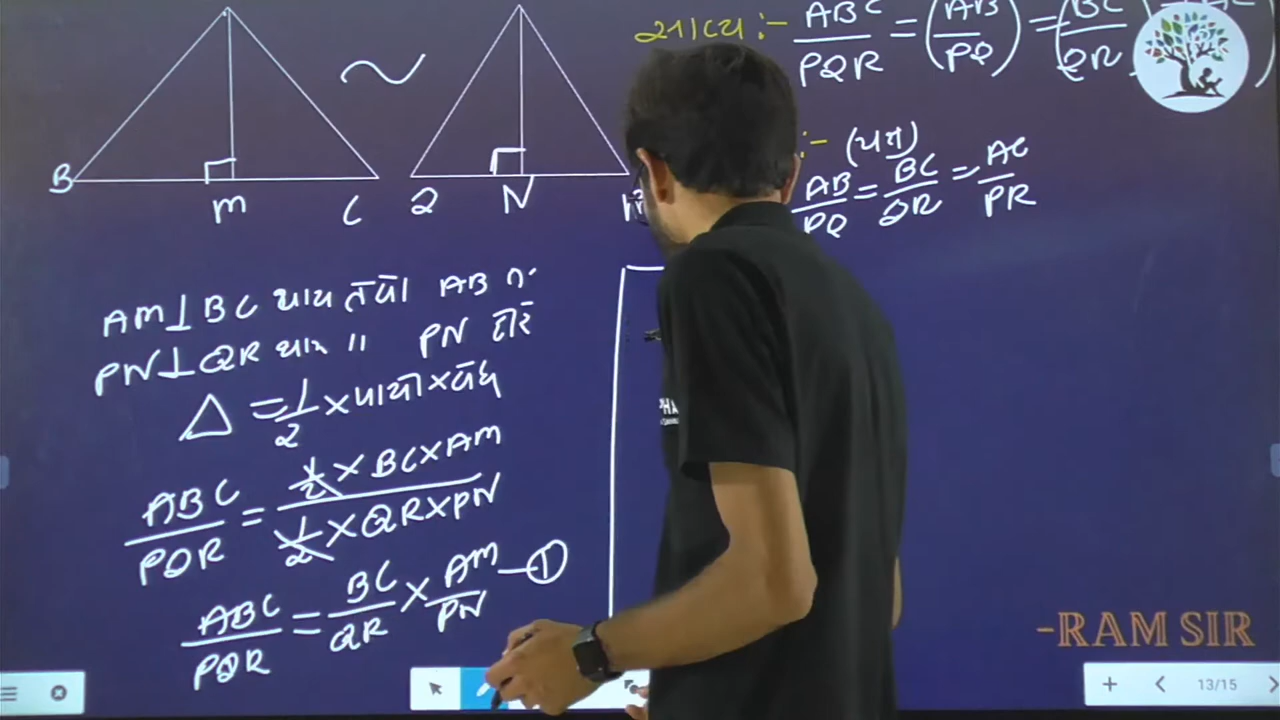 B
M
C
Q
N
R
સાધ્ય :- ABC/PQR = (AB/PQ) = (BC/QR)
:- (પક્ષ)
AB/PQ = BC/QR = AC/PR
AM⊥BC થાય AB
PN⊥QR થાય '' PN દોરે
Δ = 1/2 × પાયો × વેધ
ABC/PQR = 1/2 × BC × AM / 1/2 × QR × PN
ABC/PQR = BC/QR × AM/PN —①
-RAM SIR
13/15